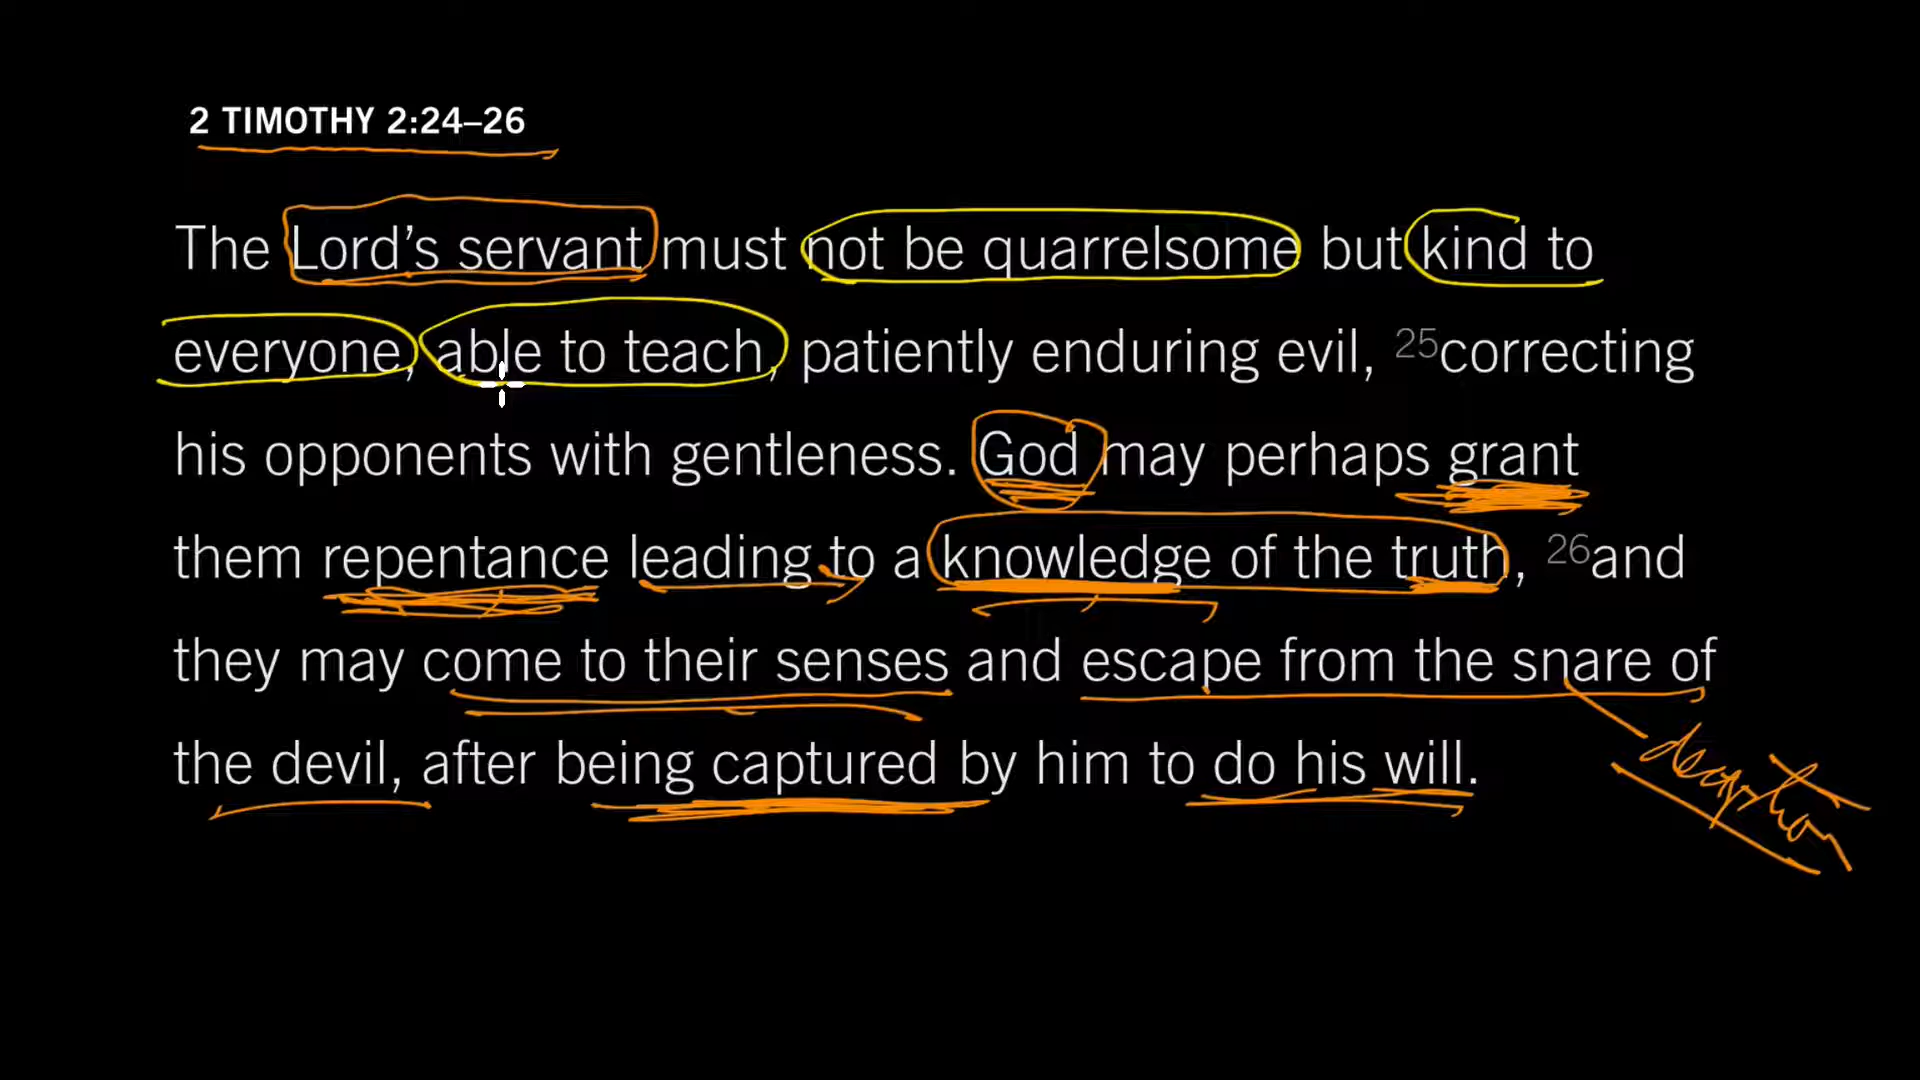 2 TIMOTHY 2:24–26
The Lord’s servant must not be quarrelsome but kind to
everyone, able to teach, patiently enduring evil, 25correcting
his opponents with gentleness. God may perhaps grant
them repentance leading to a knowledge of the truth, 26and
they may come to their senses and escape from the snare of
the devil, after being captured by him to do his will.
deception